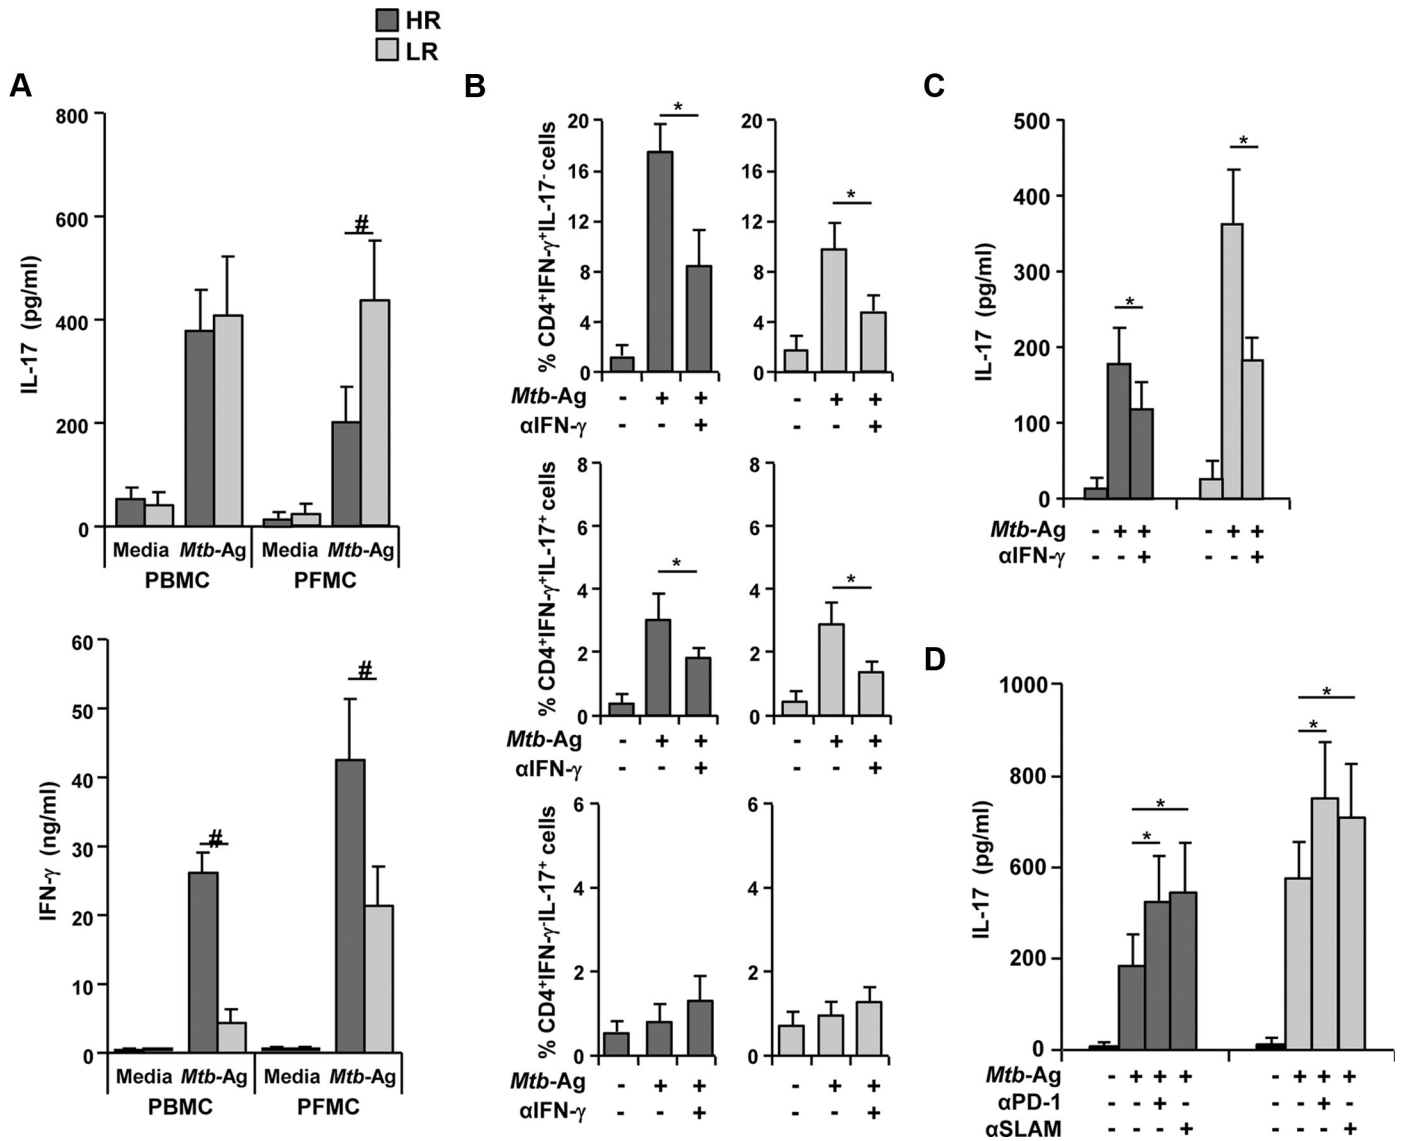 HR
LR
A
800
600
400
200
0
IL-17 (pg/ml)
#
Media Mtb-Ag Media Mtb-Ag
PBMC PFMC
60
50
40
30
20
10
0
IFN-γ (ng/ml)
# #
Media Mtb-Ag Media Mtb-Ag
PBMC PFMC
B
% CD4⁺IFN-γ⁺IL-17⁻ cells
20
16
12
8
4
0
*
20
16
12
8
4
0
*
Mtb-Ag - + + - + +
αIFN-γ - - + - - +
% CD4⁺IFN-γ⁺IL-17⁺ cells
8
6
4
2
0
*
8
6
4
2
0
*
Mtb-Ag - + + - + +
αIFN-γ - - + - - +
% CD4⁺IFN-γ⁻IL-17⁺ cells
6
4
2
0
6
4
2
0
Mtb-Ag - + + - + +
αIFN-γ - - + - - +
C
500
400
300
200
100
0
IL-17 (pg/ml)
* *
Mtb-Ag - + + - + +
αIFN-γ - - + - - +
D
1000
800
600
400
200
0
IL-17 (pg/ml)
* * * *
Mtb-Ag - + + + - + + +
αPD-1 - - + - - - + -
αSLAM - - - + - - - +